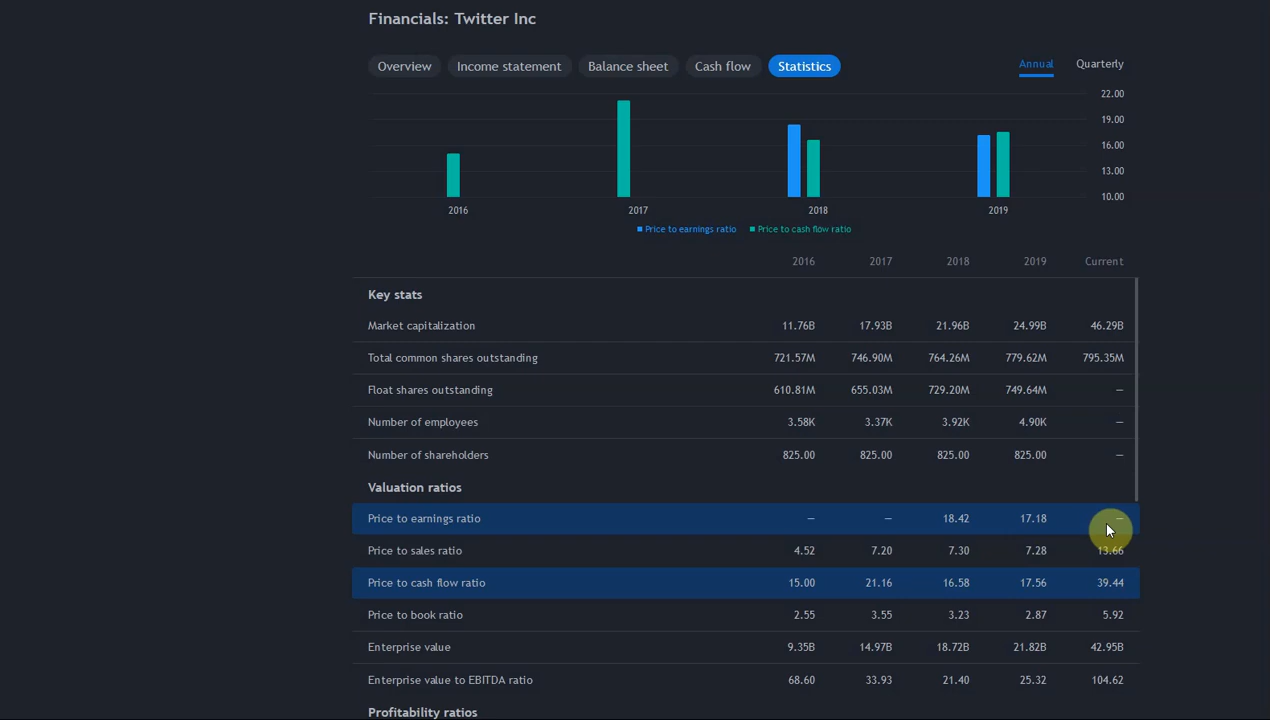 Financials: Twitter Inc
Overview Income statement Balance sheet Cash flow Statistics Annual Quarterly
22.00
19.00
16.00
13.00
10.00
2016 2017 2018 2019
Price to earnings ratio Price to cash flow ratio
2016 2017 2018 2019 Current
Key stats
Market capitalization 11.76B 17.93B 21.96B 24.99B 46.29B
Total common shares outstanding 721.57M 746.90M 764.26M 779.62M 795.35M
Float shares outstanding 610.81M 655.03M 729.20M 749.64M —
Number of employees 3.58K 3.37K 3.92K 4.90K —
Number of shareholders 825.00 825.00 825.00 825.00 —
Valuation ratios
Price to earnings ratio — — 18.42 17.18 —
Price to sales ratio 4.52 7.20 7.30 7.28 13.66
Price to cash flow ratio 15.00 21.16 16.58 17.56 39.44
Price to book ratio 2.55 3.55 3.23 2.87 5.92
Enterprise value 9.35B 14.97B 18.72B 21.82B 42.95B
Enterprise value to EBITDA ratio 68.60 33.93 21.40 25.32 104.62
Profitability ratios